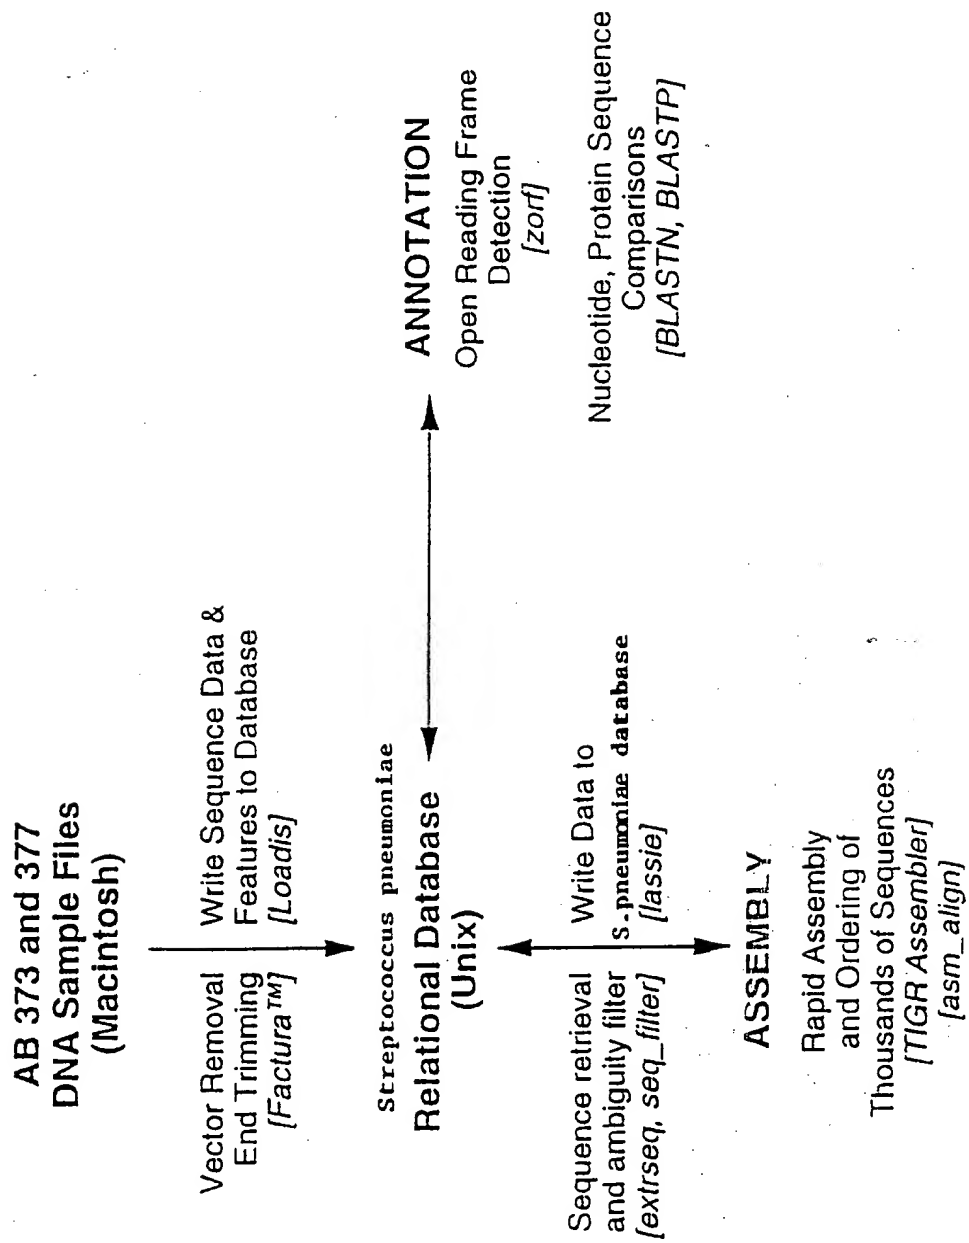 AB 373 and 377
DNA Sample Files
(Macintosh)
Vector Removal
End Trimming
[Factura™]
Write Sequence Data &
Features to Database
[Loadis]
Streptococcus pneumoniae
Relational Database
(Unix)
Sequence retrieval
and ambiguity filter
[extrseq, seq_filter]
Write Data to
S.pneumoniae database
[lassie]
ASSEMBLY
Rapid Assembly
and Ordering of
Thousands of Sequences
[TIGR Assembler]
[asm_align]
ANNOTATION
Open Reading Frame
Detection
[zorf]
Nucleotide, Protein Sequence
Comparisons
[BLASTN, BLASTP]